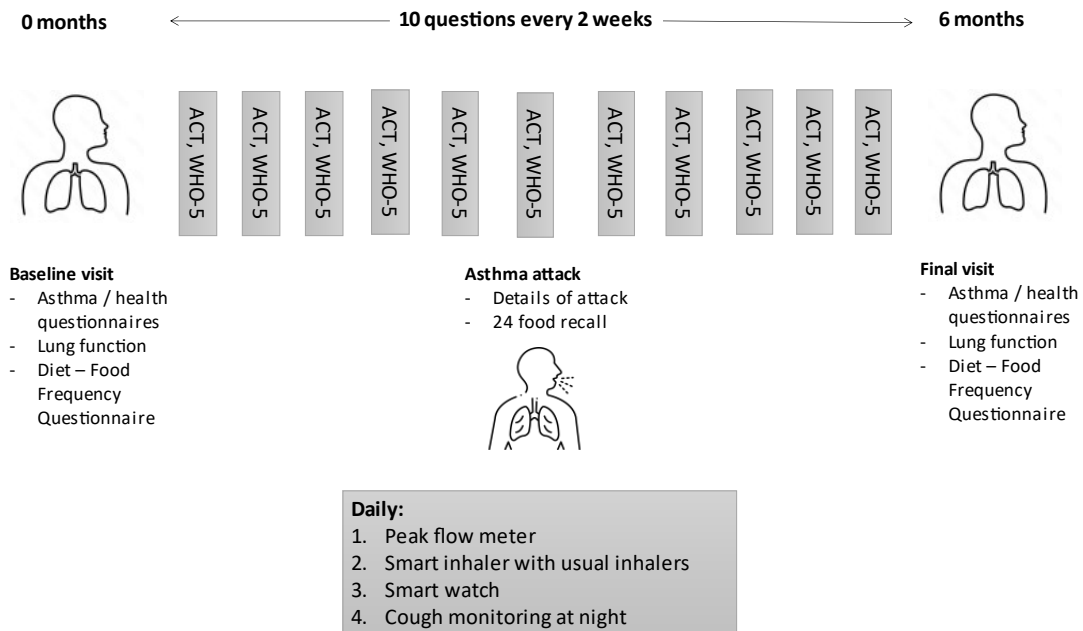 0 months
10 questions every 2 weeks
6 months
ACT, WHO-5
ACT, WHO-5
ACT, WHO-5
ACT, WHO-5
ACT, WHO-5
ACT, WHO-5
ACT, WHO-5
ACT, WHO-5
ACT, WHO-5
ACT, WHO-5
ACT, WHO-5
Baseline visit
- Asthma / health
questionnaires
- Lung function
- Diet – Food
Frequency
Questionnaire
Asthma attack
- Details of attack
- 24 food recall
Final visit
- Asthma / health
questionnaires
- Lung function
- Diet – Food
Frequency
Questionnaire
Daily:
1. Peak flow meter
2. Smart inhaler with usual inhalers
3. Smart watch
4. Cough monitoring at night